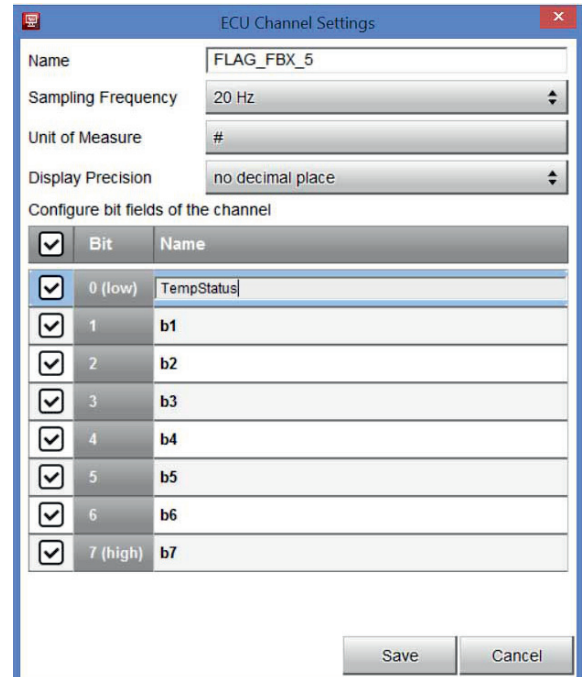 ECU Channel Settings
Name FLAG_FBX_5
Sampling Frequency 20 Hz
Unit of Measure #
Display Precision no decimal place
Configure bit fields of the channel
Bit Name
0 (low) TempStatus
1 b1
2 b2
3 b3
4 b4
5 b5
6 b6
7 (high) b7
Save Cancel